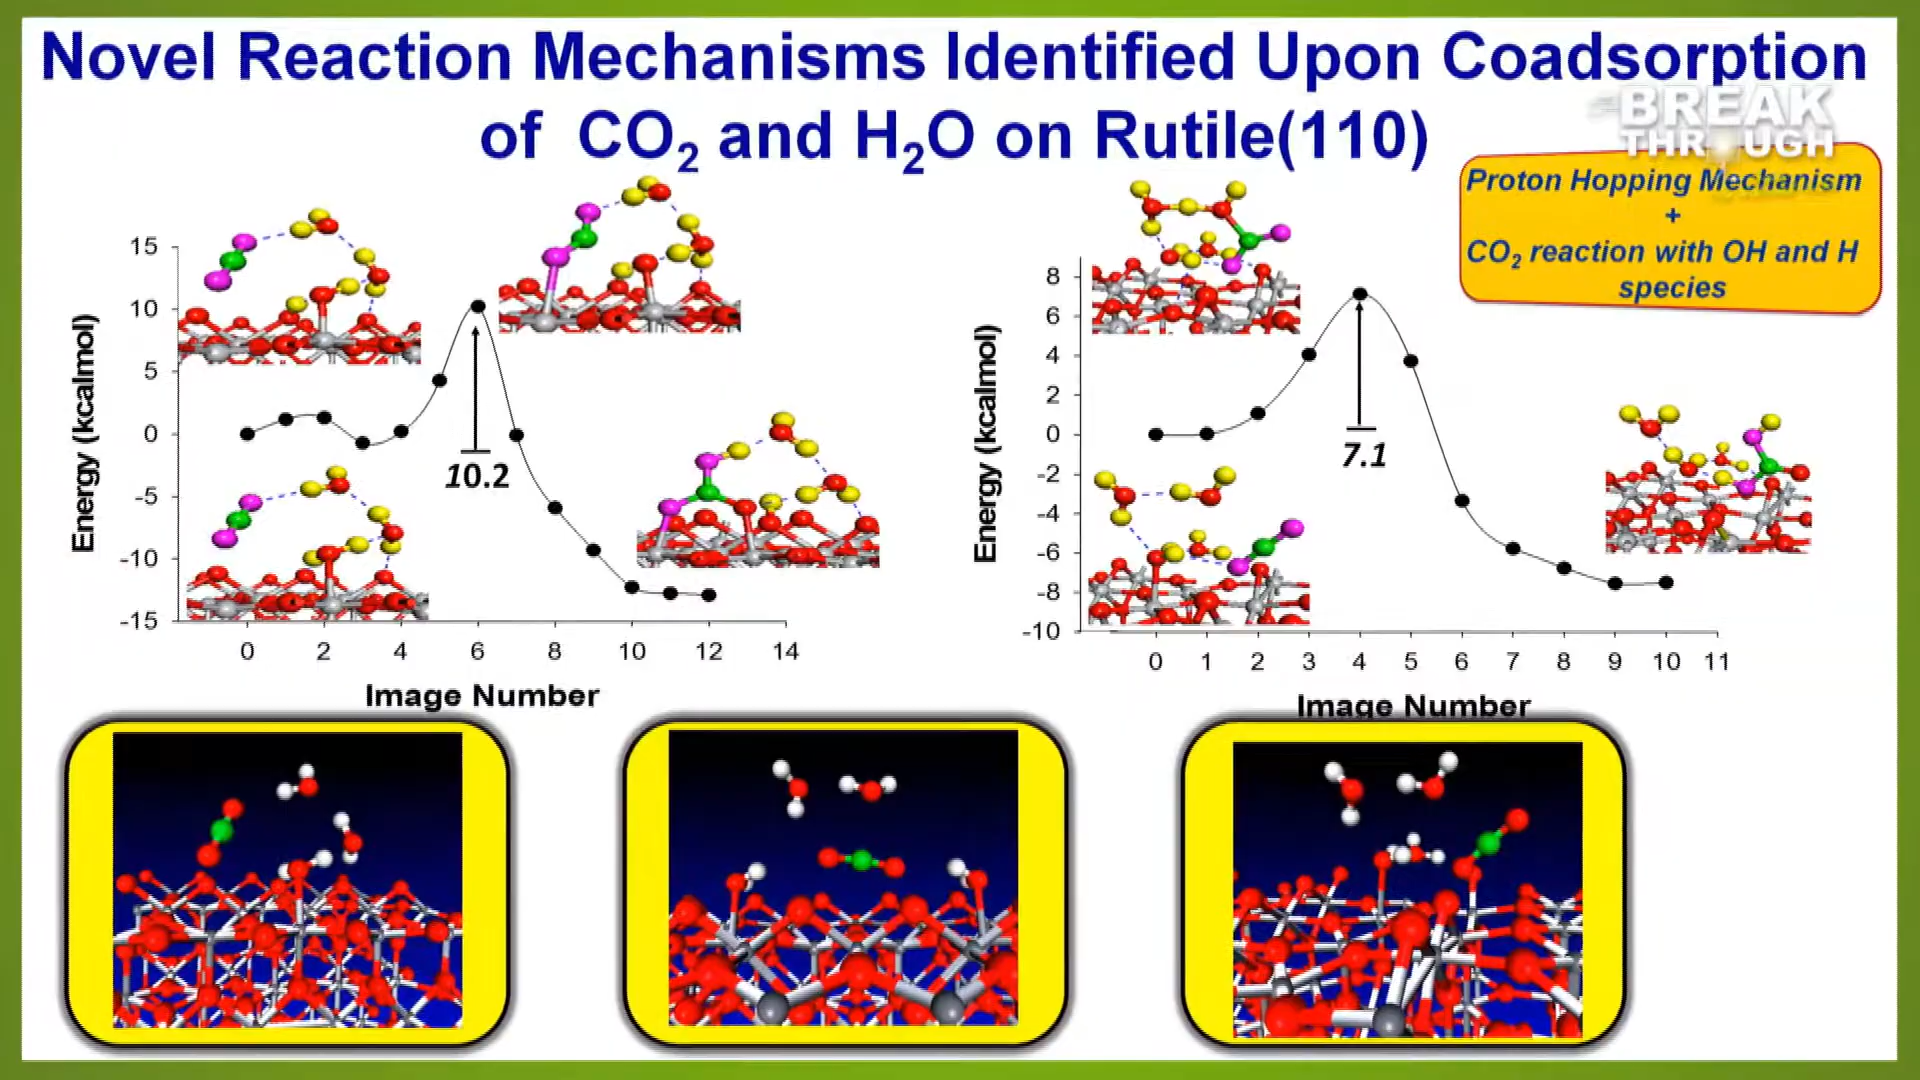 Novel Reaction Mechanisms Identified Upon Coadsorption
of CO₂ and H₂O on Rutile(110)
BREAK
THROUGH
Proton Hopping Mechanism
+
CO₂ reaction with OH and H
species
Energy (kcalmol)
15
10
5
0
-5
-10
-15
10.2
0 2 4 6 8 10 12 14
Image Number
Energy (kcalmol)
8
6
4
2
0
-2
-4
-6
-8
-10
7.1
0 1 2 3 4 5 6 7 8 9 10 11
Image Number